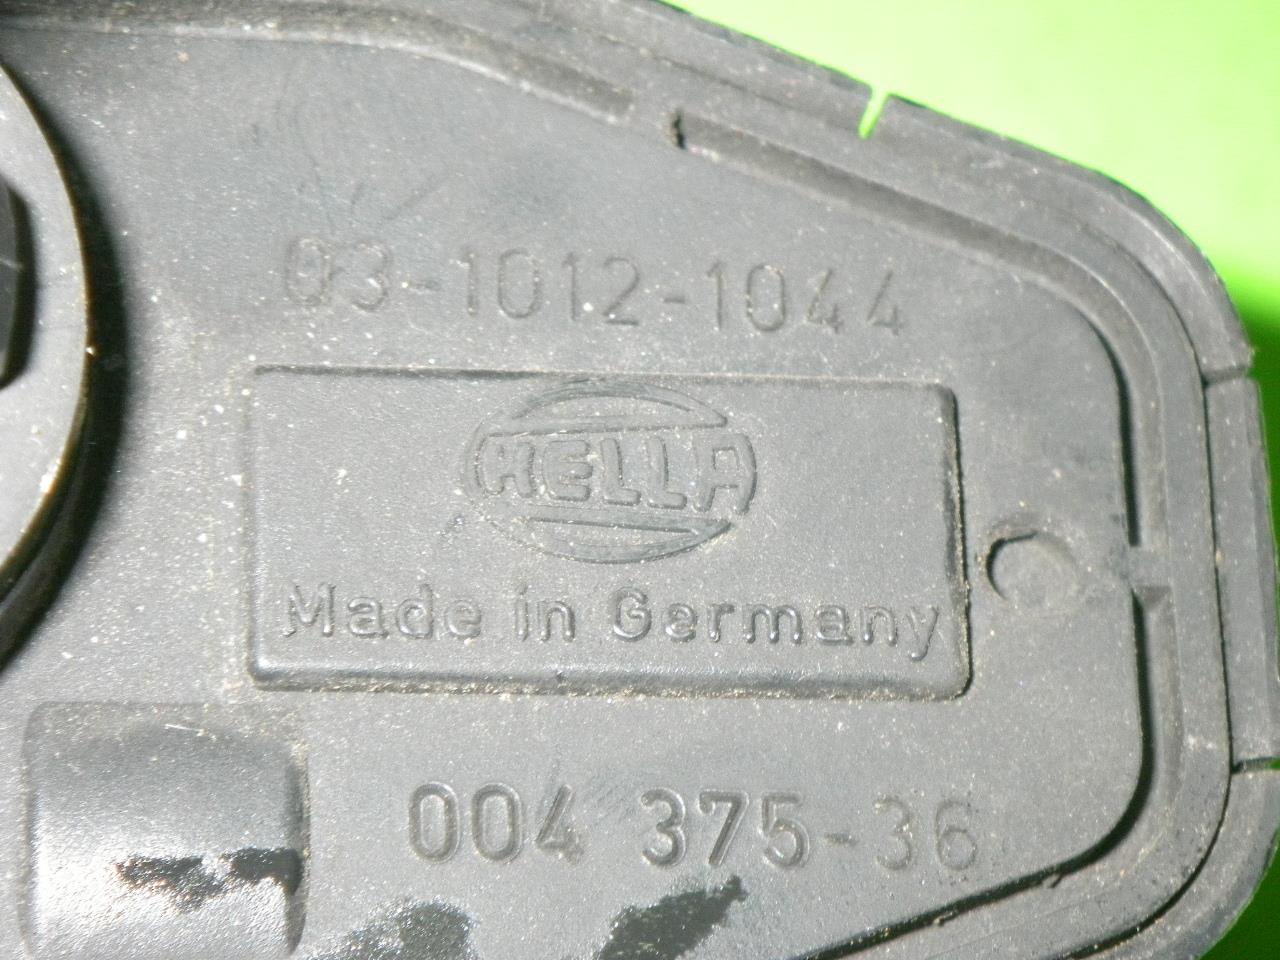 03-1012-1044
HELLA
Made in Germany
004 375-36